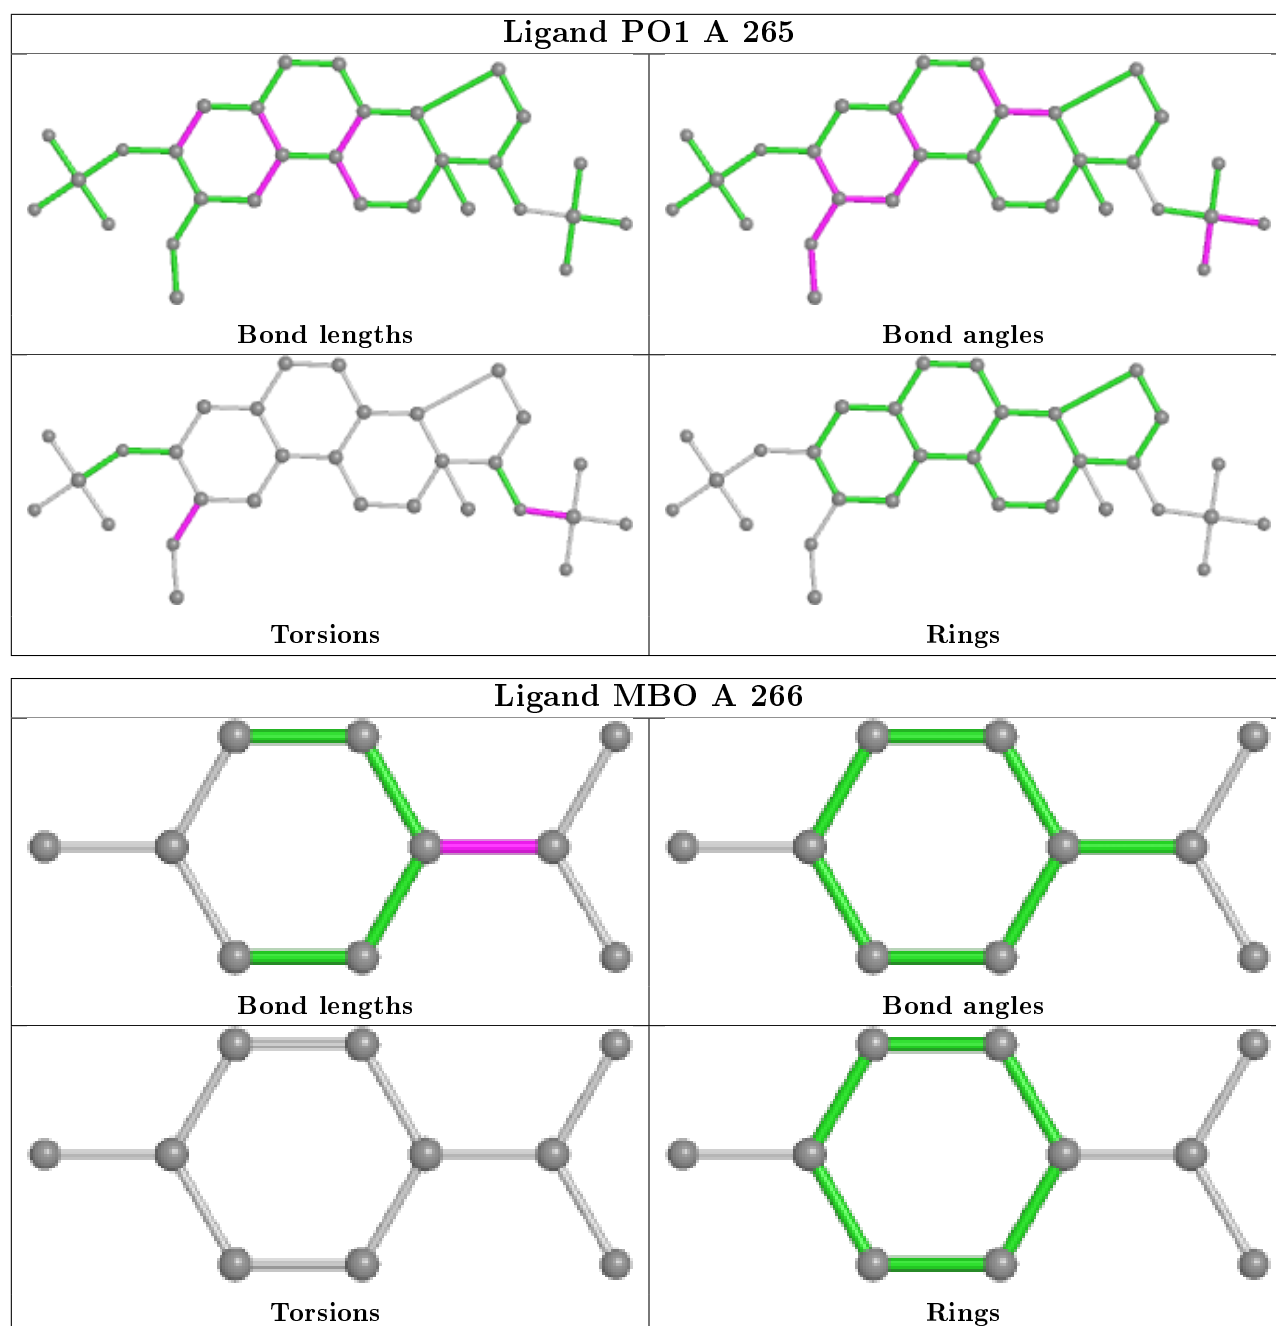 Ligand PO1 A 265
Bond lengths
Bond angles
Torsions
Rings
Ligand MBO A 266
Bond lengths
Bond angles
Torsions
Rings